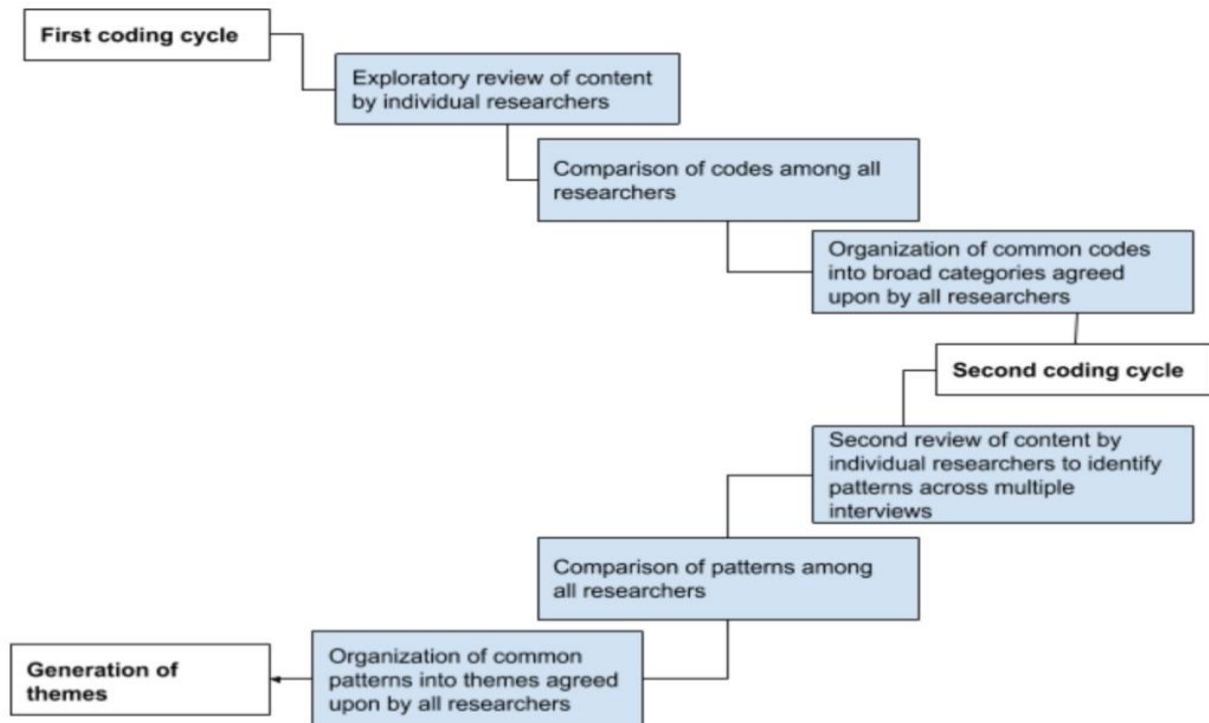 First coding cycle
Exploratory review of content
by individual researchers
Comparison of codes among all
researchers
Organization of common codes
into broad categories agreed
upon by all researchers
Second coding cycle
Second review of content by
individual researchers to identify
patterns across multiple
interviews
Comparison of patterns among
all researchers
Organization of common
patterns into themes agreed
upon by all researchers
Generation of
themes